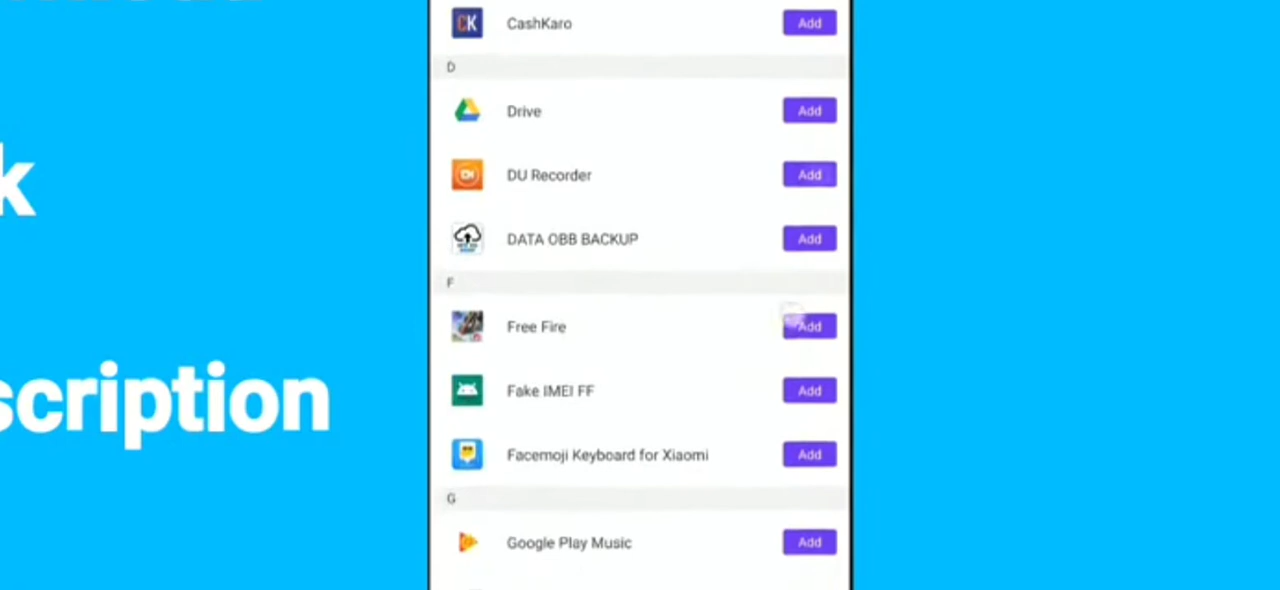 CK CashKaro Add
D
Drive Add
DU Recorder Add
DATA OBB BACKUP Add
k
F
Free Fire Add
Fake IMEI FF Add
scription
Facemoji Keyboard for Xiaomi Add
G
Google Play Music Add